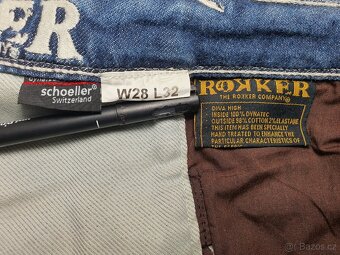 KER
schoeller
Switzerland
W28 L32
ROKKER
THE ROKKER COMPANY
DIVA HIGH
INSIDE 100% DYNATEC
OUTSIDE 98% COTTON 2% ELASTANE
THIS ITEM HAS BEEN SPECIALLY
HAND TREATED TO ENHANCE THE
PARTICULAR CHARACTERISTICS OF
bazos.cz